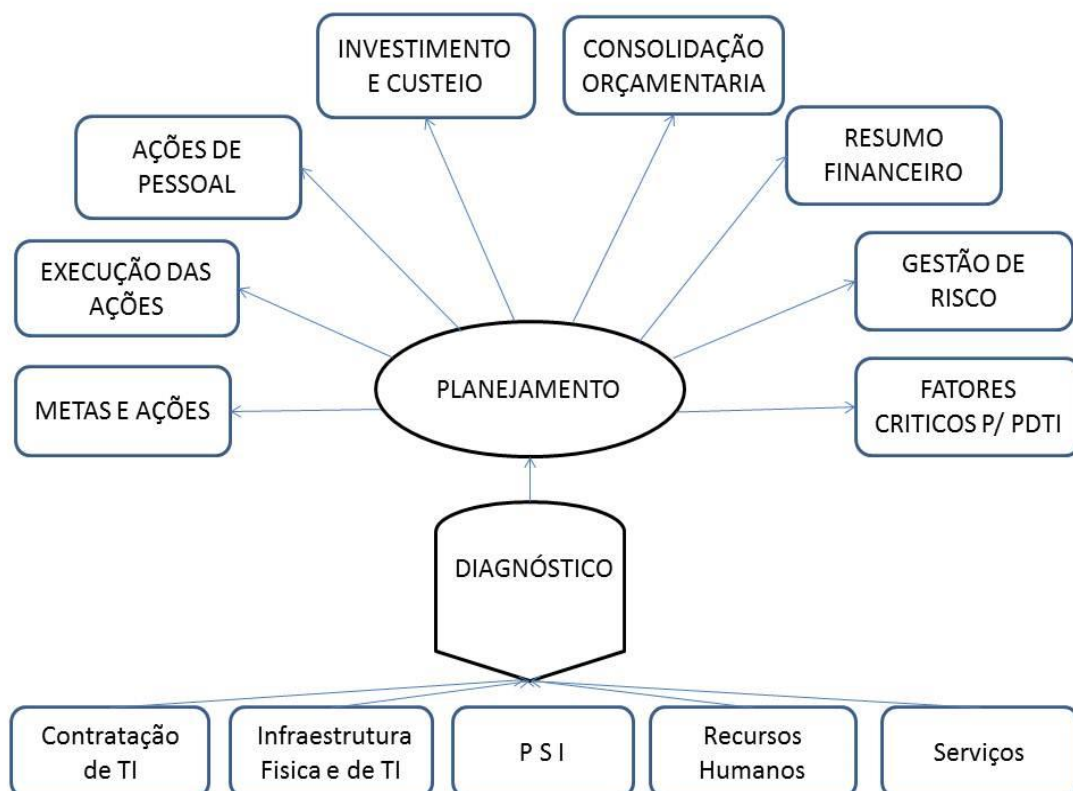 INVESTIMENTO
E CUSTEIO
CONSOLIDAÇÃO
ORÇAMENTARIA
AÇÕES DE
PESSOAL
RESUMO
FINANCEIRO
EXECUÇÃO DAS
AÇÕES
GESTÃO DE
RISCO
METAS E AÇÕES
PLANEJAMENTO
FATORES
CRITICOS P/ PDTI
DIAGNÓSTICO
Contratação
de TI
Infraestrutura
Fisica e de TI
P S I
Recursos
Humanos
Serviços